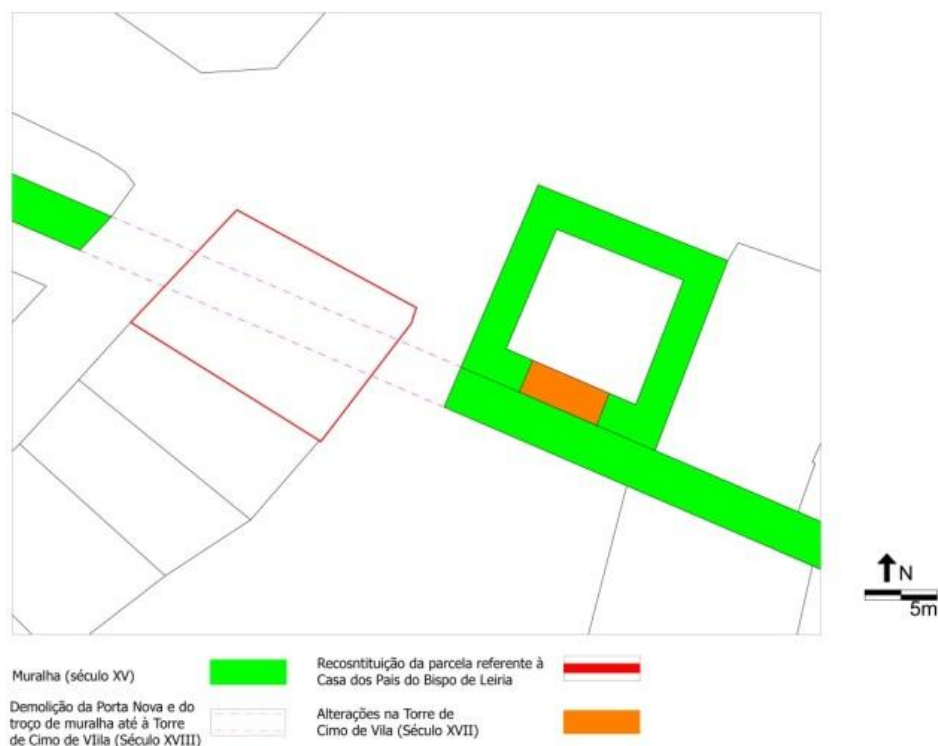 N
5m
Muralha (século XV)
Recosntituição da parcela referente à
Casa dos Pais do Bispo de Leiria
Demolição da Porta Nova e do
troço de muralha até à Torre
de Cimo de VIila (Século XVIII)
Alterações na Torre de
Cimo de Vila (Século XVII)